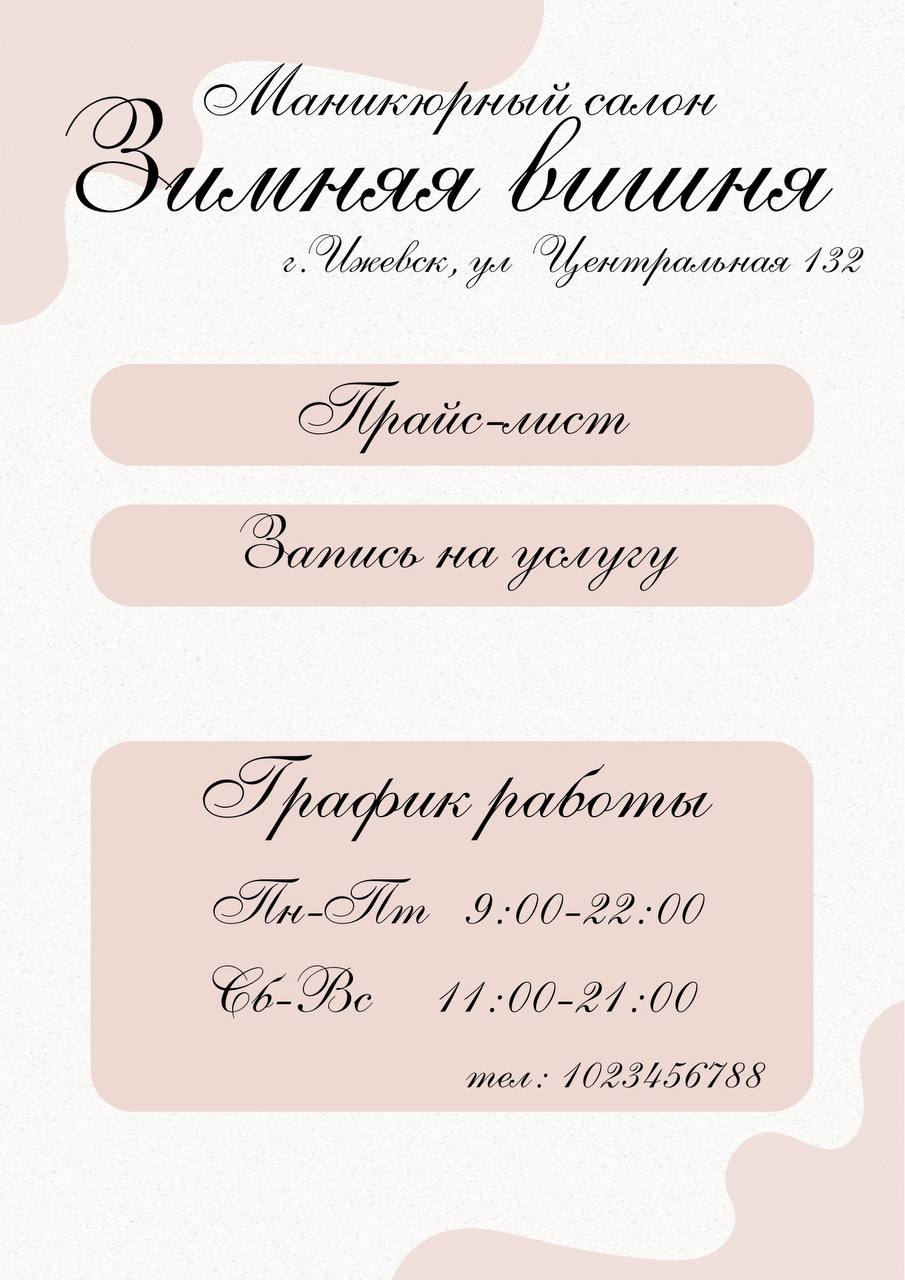 Маникюрный салон
Зимняя вишня
г.Ижевск, ул Центральная 132
Прайс-лист
Запись на услугу
График работы
Пн-Пт 9:00-22:00
Сб-Вс 11:00-21:00
тел: 1023456788